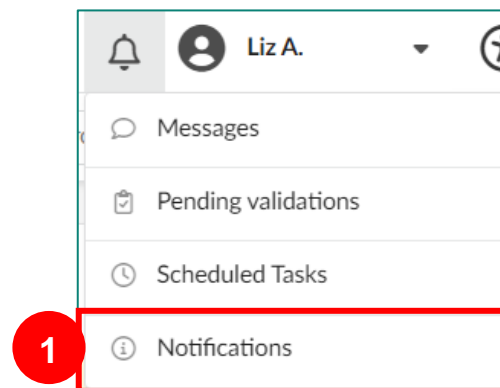 Liz A.
Messages
Pending validations
Scheduled Tasks
1
Notifications